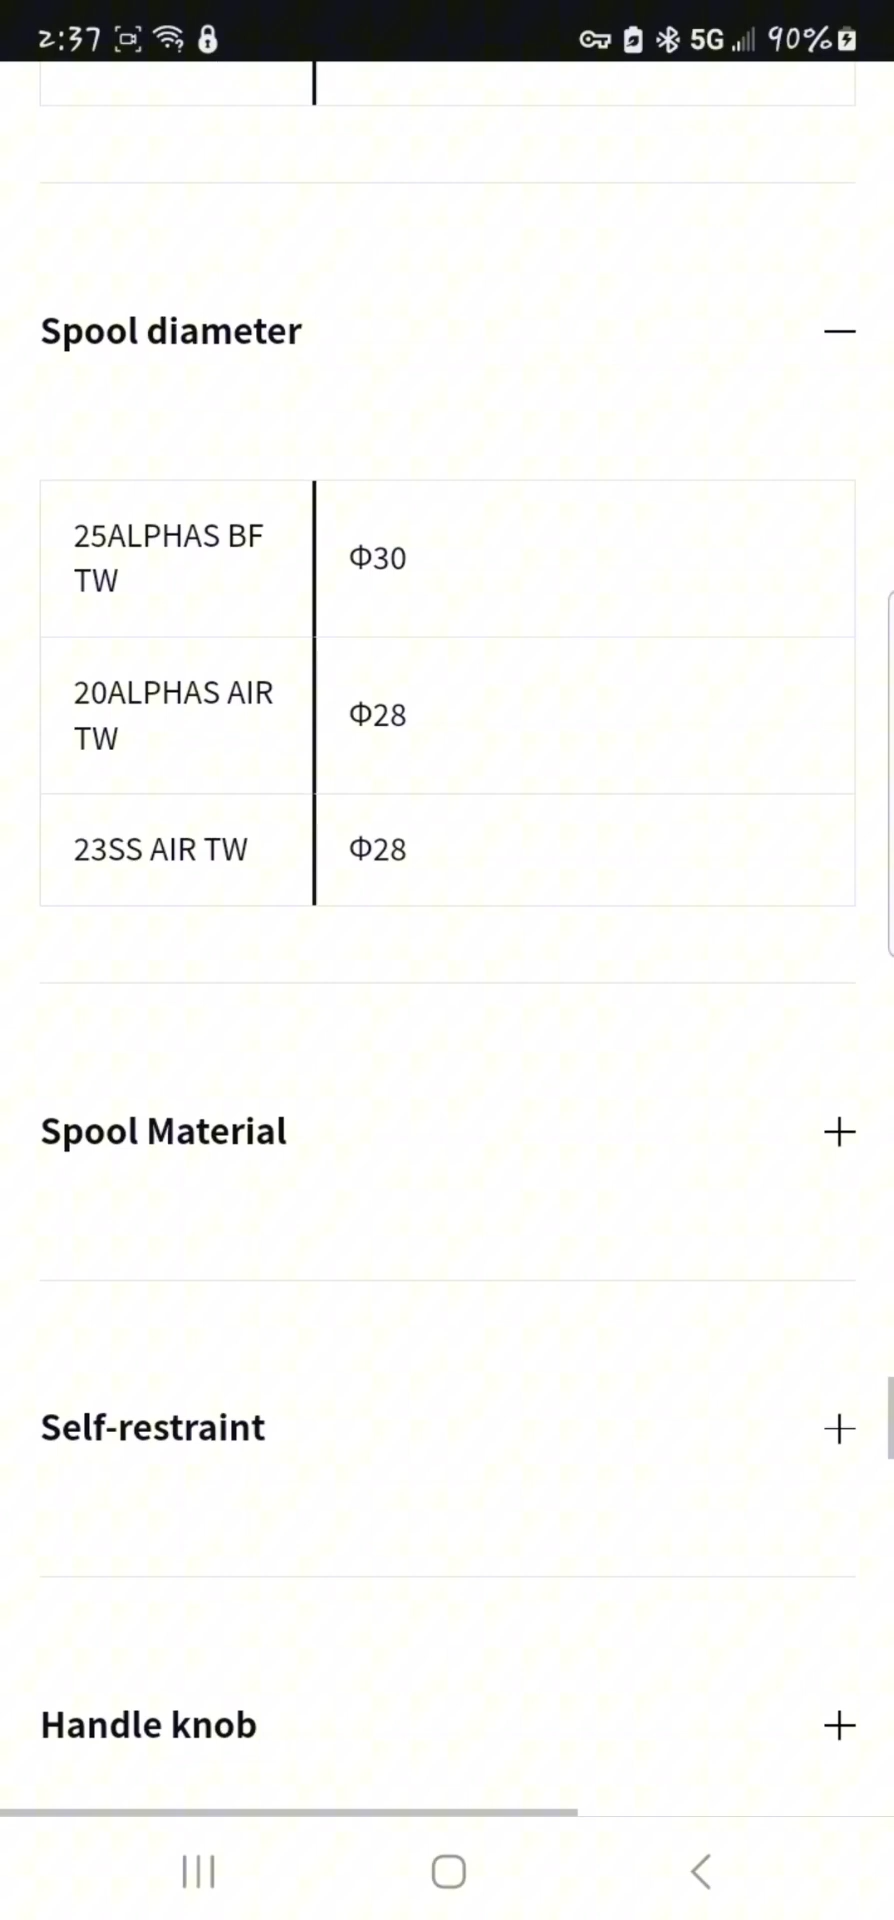 2:37 5G 90%
Spool diameter
25ALPHAS BF
TW
Φ30
20ALPHAS AIR
TW
Φ28
23SS AIR TW
Φ28
Spool Material
Self-restraint
Handle knob